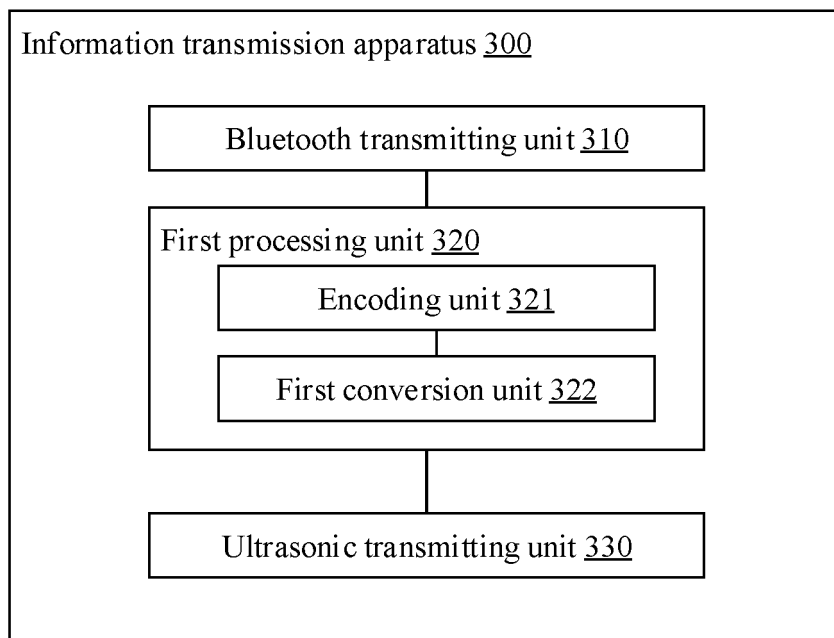 Information transmission apparatus 300
Bluetooth transmitting unit 310
First processing unit 320
Encoding unit 321
First conversion unit 322
Ultrasonic transmitting unit 330